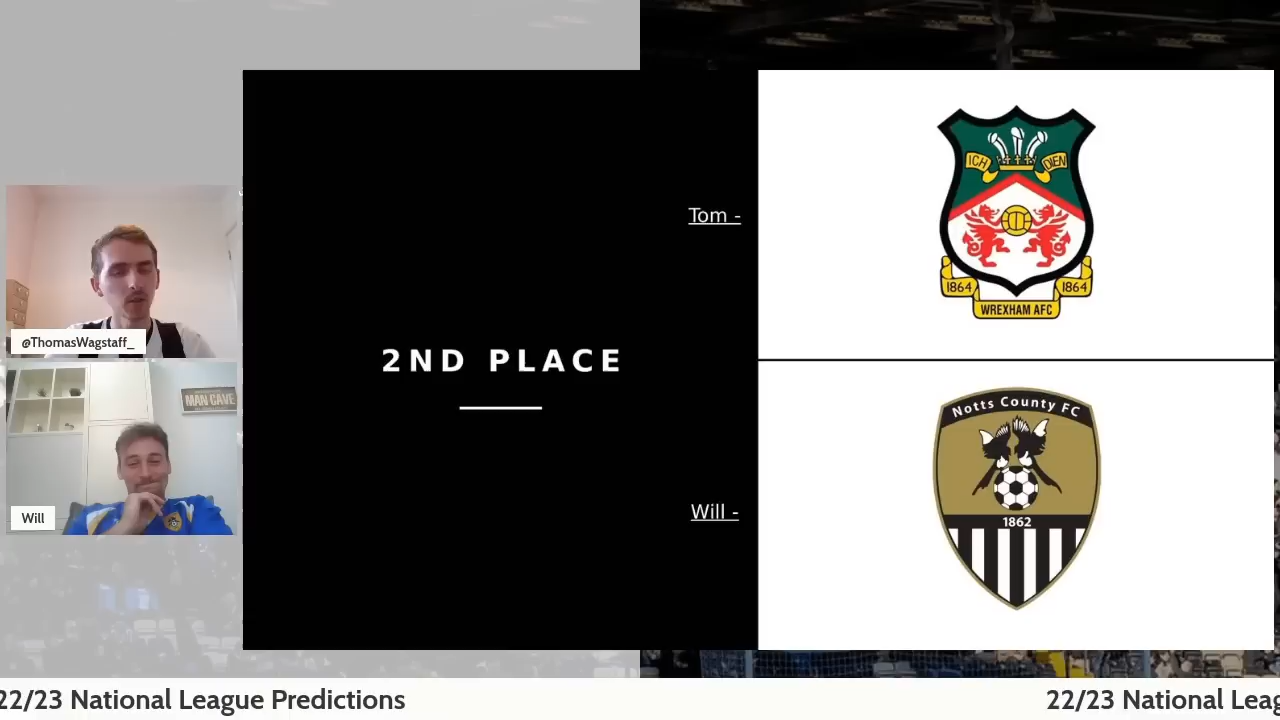 Tom -
ICH DIEN
1864 1864
WREXHAM AFC
@ThomasWagstaff_
2ND PLACE
MAN CAVE
Notts County FC
Will -
Will
1862
22/23 National League Predictions
22/23 National Leag